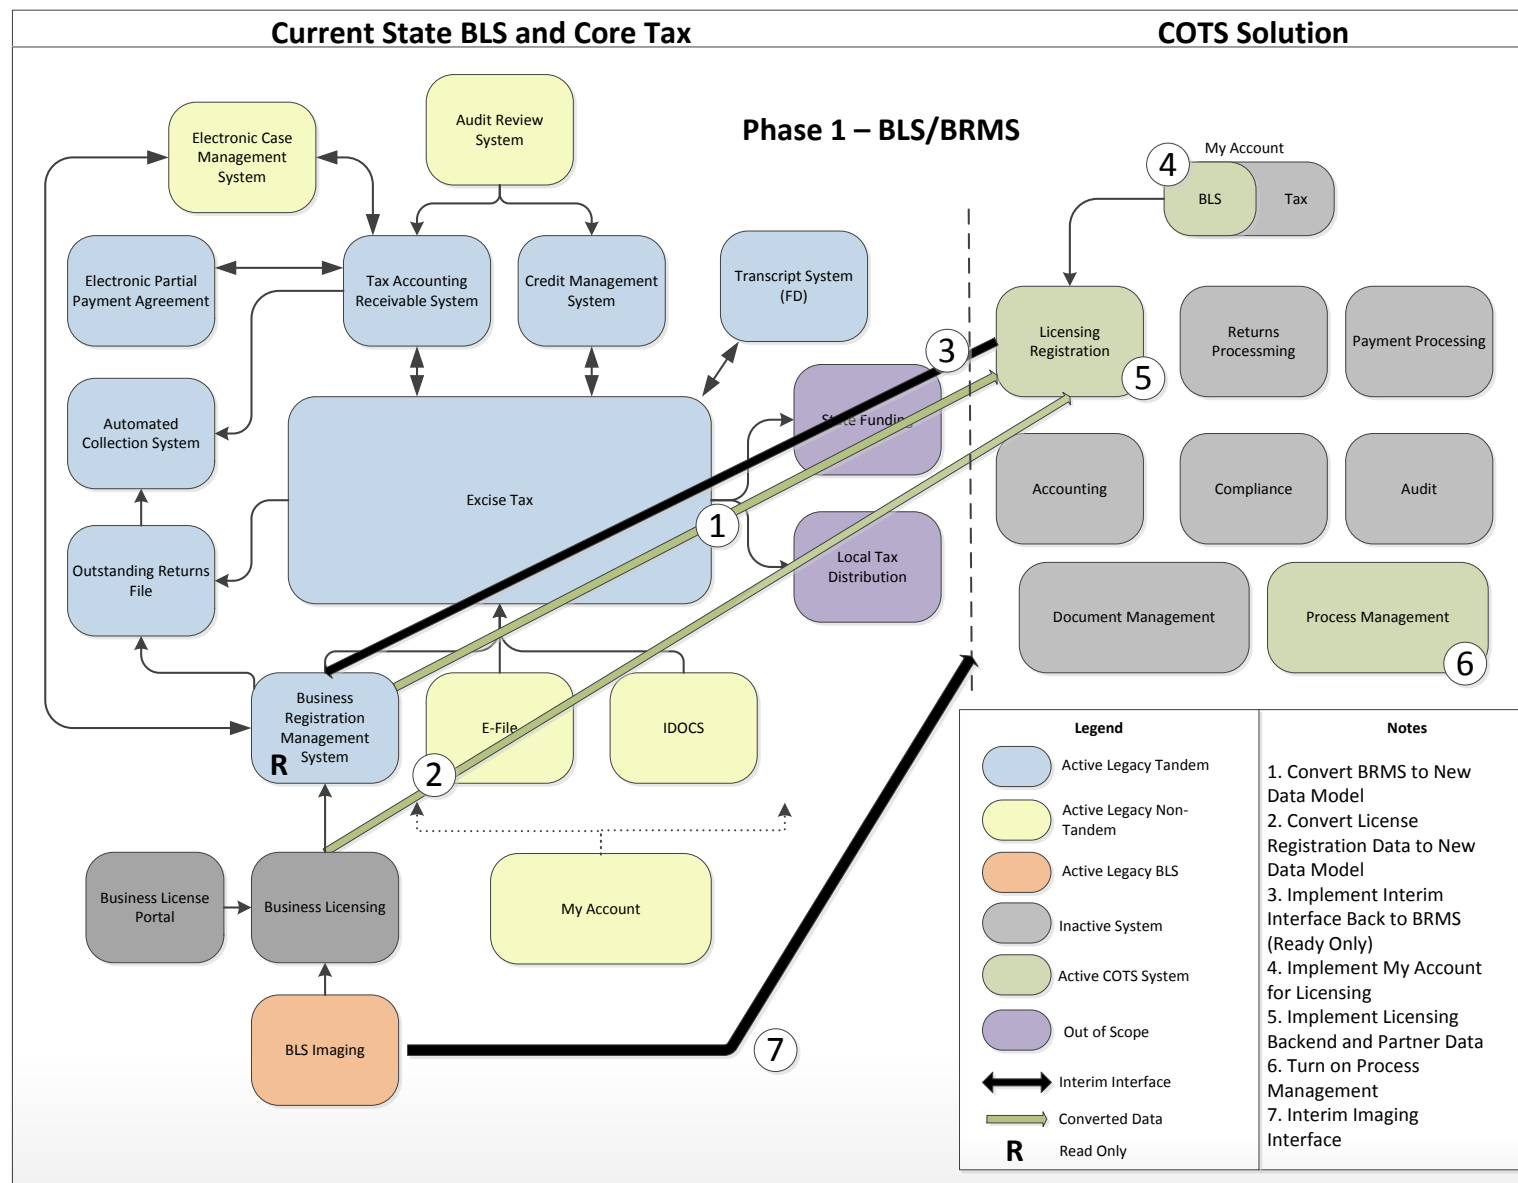 Current State BLS and Core Tax
COTS Solution
Phase 1 – BLS/BRMS
Electronic Case
Management
System
Audit Review
System
My Account
4
BLS
Tax
Electronic Partial
Payment Agreement
Tax Accounting
Receivable System
Credit Management
System
Transcript System
(FD)
3
Licensing
Registration
5
Returns
Processming
Payment Processing
Automated
Collection System
State Funding
Excise Tax
1
Accounting
Compliance
Audit
Outstanding Returns
File
Local Tax
Distribution
Document Management
Process Management
6
Business
Registration
Management
System
R
E-File
IDOCS
2
Business License
Portal
Business Licensing
My Account
BLS Imaging
7
Legend
Active Legacy Tandem
Active Legacy Non-
Tandem
Active Legacy BLS
Inactive System
Active COTS System
Out of Scope
Interim Interface
Converted Data
R
Read Only
Notes
1. Convert BRMS to New
Data Model
2. Convert License
Registration Data to New
Data Model
3. Implement Interim
Interface Back to BRMS
(Ready Only)
4. Implement My Account
for Licensing
5. Implement Licensing
Backend and Partner Data
6. Turn on Process
Management
7. Interim Imaging
Interface